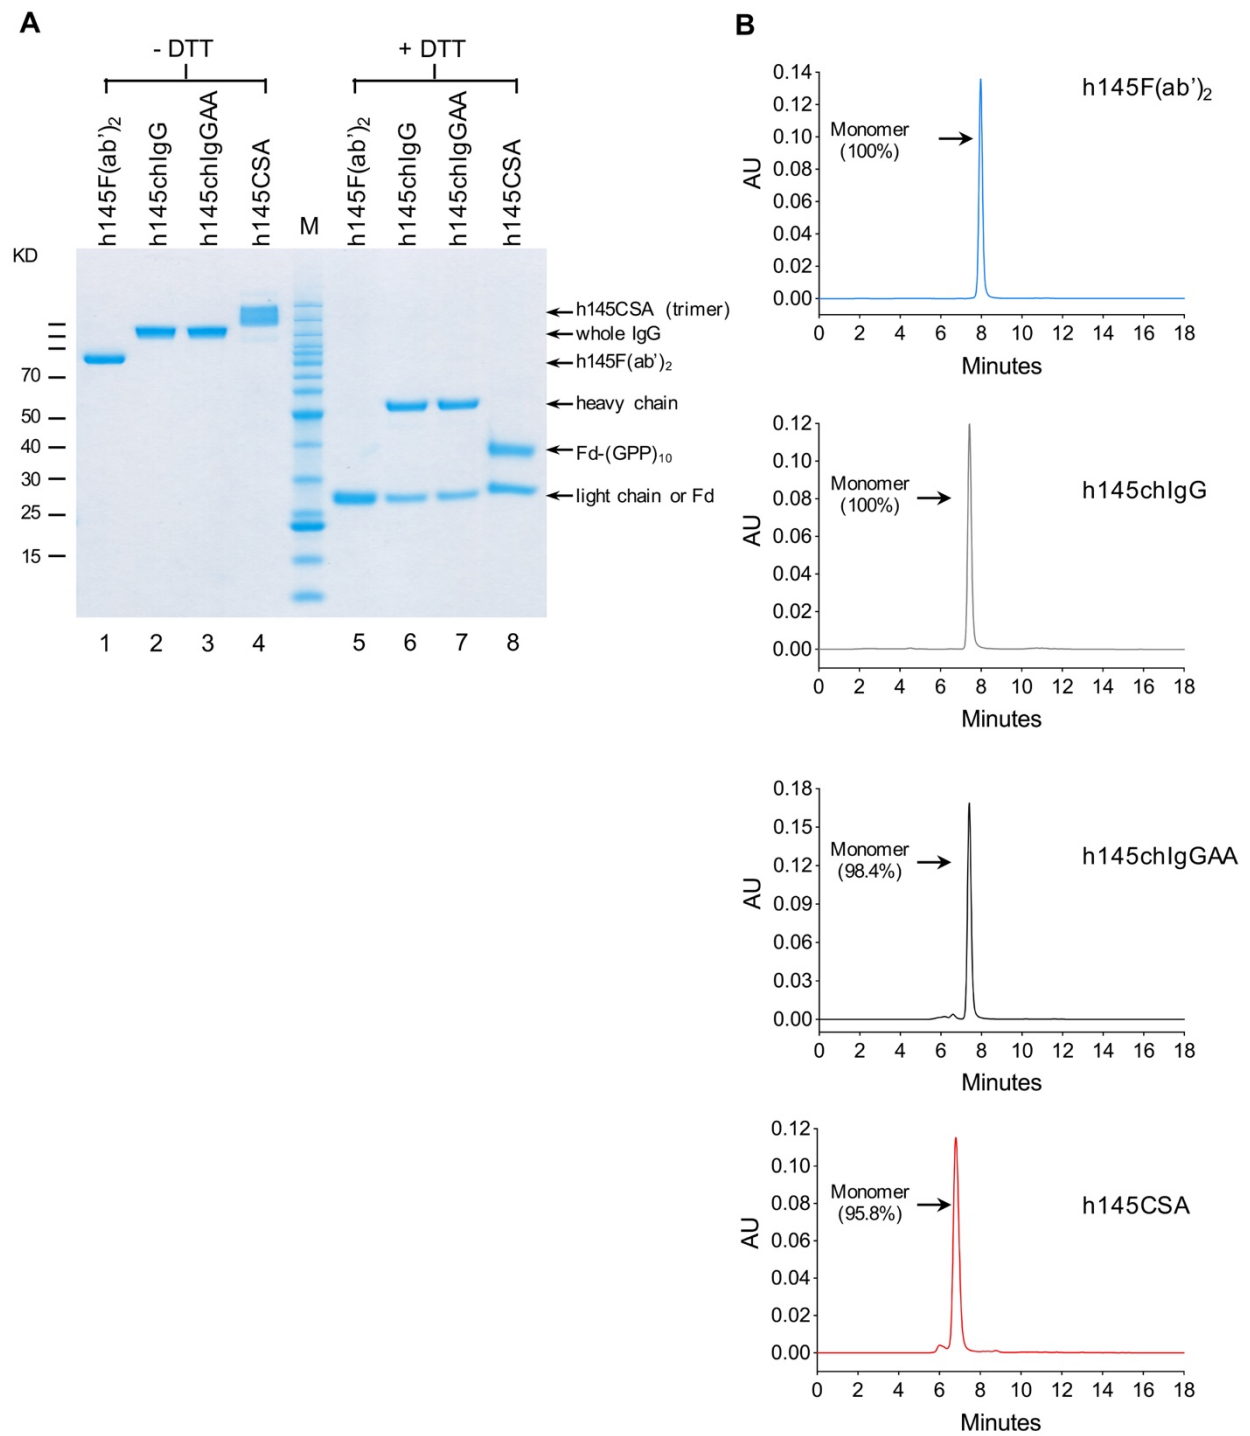 A
- DTT
+ DTT
h145F(ab')₂
h145chIgG
h145chIgGAA
h145CSA
M
h145F(ab')₂
h145chIgG
h145chIgGAA
h145CSA
KD
70
50
40
30
25
15
h145CSA (trimer)
whole IgG
h145F(ab')₂
heavy chain
Fd-(GPP)₁₀
light chain or Fd
1 2 3 4 5 6 7 8
B
h145F(ab')₂
Monomer
(100%)
AU
0.14
0.12
0.10
0.08
0.06
0.04
0.02
0.00
0 2 4 6 8 10 12 14 16 18
Minutes
h145chIgG
Monomer
(100%)
AU
0.12
0.10
0.08
0.06
0.04
0.02
0.00
0 2 4 6 8 10 12 14 16 18
Minutes
h145chIgGAA
Monomer
(98.4%)
AU
0.18
0.15
0.12
0.09
0.06
0.03
0.00
0 2 4 6 8 10 12 14 16 18
Minutes
h145CSA
Monomer
(95.8%)
AU
0.12
0.10
0.08
0.06
0.04
0.02
0.00
0 2 4 6 8 10 12 14 16 18
Minutes